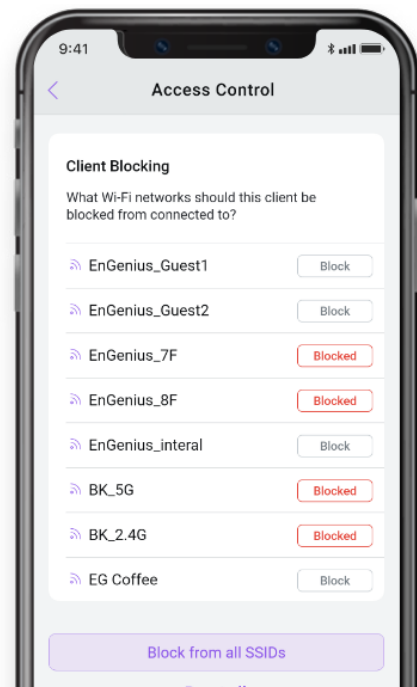 9:41
Access Control
Client Blocking
What Wi-Fi networks should this client be
blocked from connected to?
EnGenius_Guest1 Block
EnGenius_Guest2 Block
EnGenius_7F Blocked
EnGenius_8F Blocked
EnGenius_interal Block
BK_5G Blocked
BK_2.4G Blocked
EG Coffee Block
Block from all SSIDs